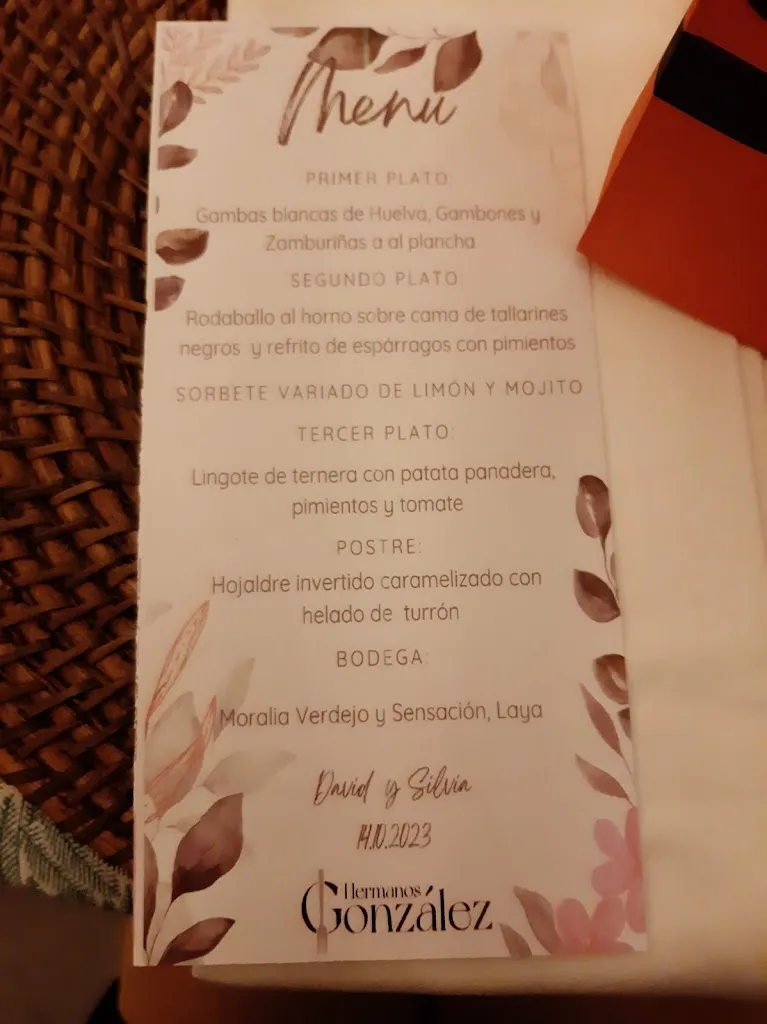 Menu
PRIMER PLATO:
Gambas blancas de Huelva, Gambones y
Zamburiñas a al plancha
SEGUNDO PLATO
Rodaballo al horno sobre cama de tallarines
negros y refrito de espárragos con pimientos
SORBETE VARIADO DE LIMÓN Y MOJITO
TERCER PLATO:
Lingote de ternera con patata panadera,
pimientos y tomate
POSTRE:
Hojaldre invertido caramelizado con
helado de turrón
BODEGA:
Moralia Verdejo y Sensación, Laya
David y Silvia
14.10.2023
Hermanos
González